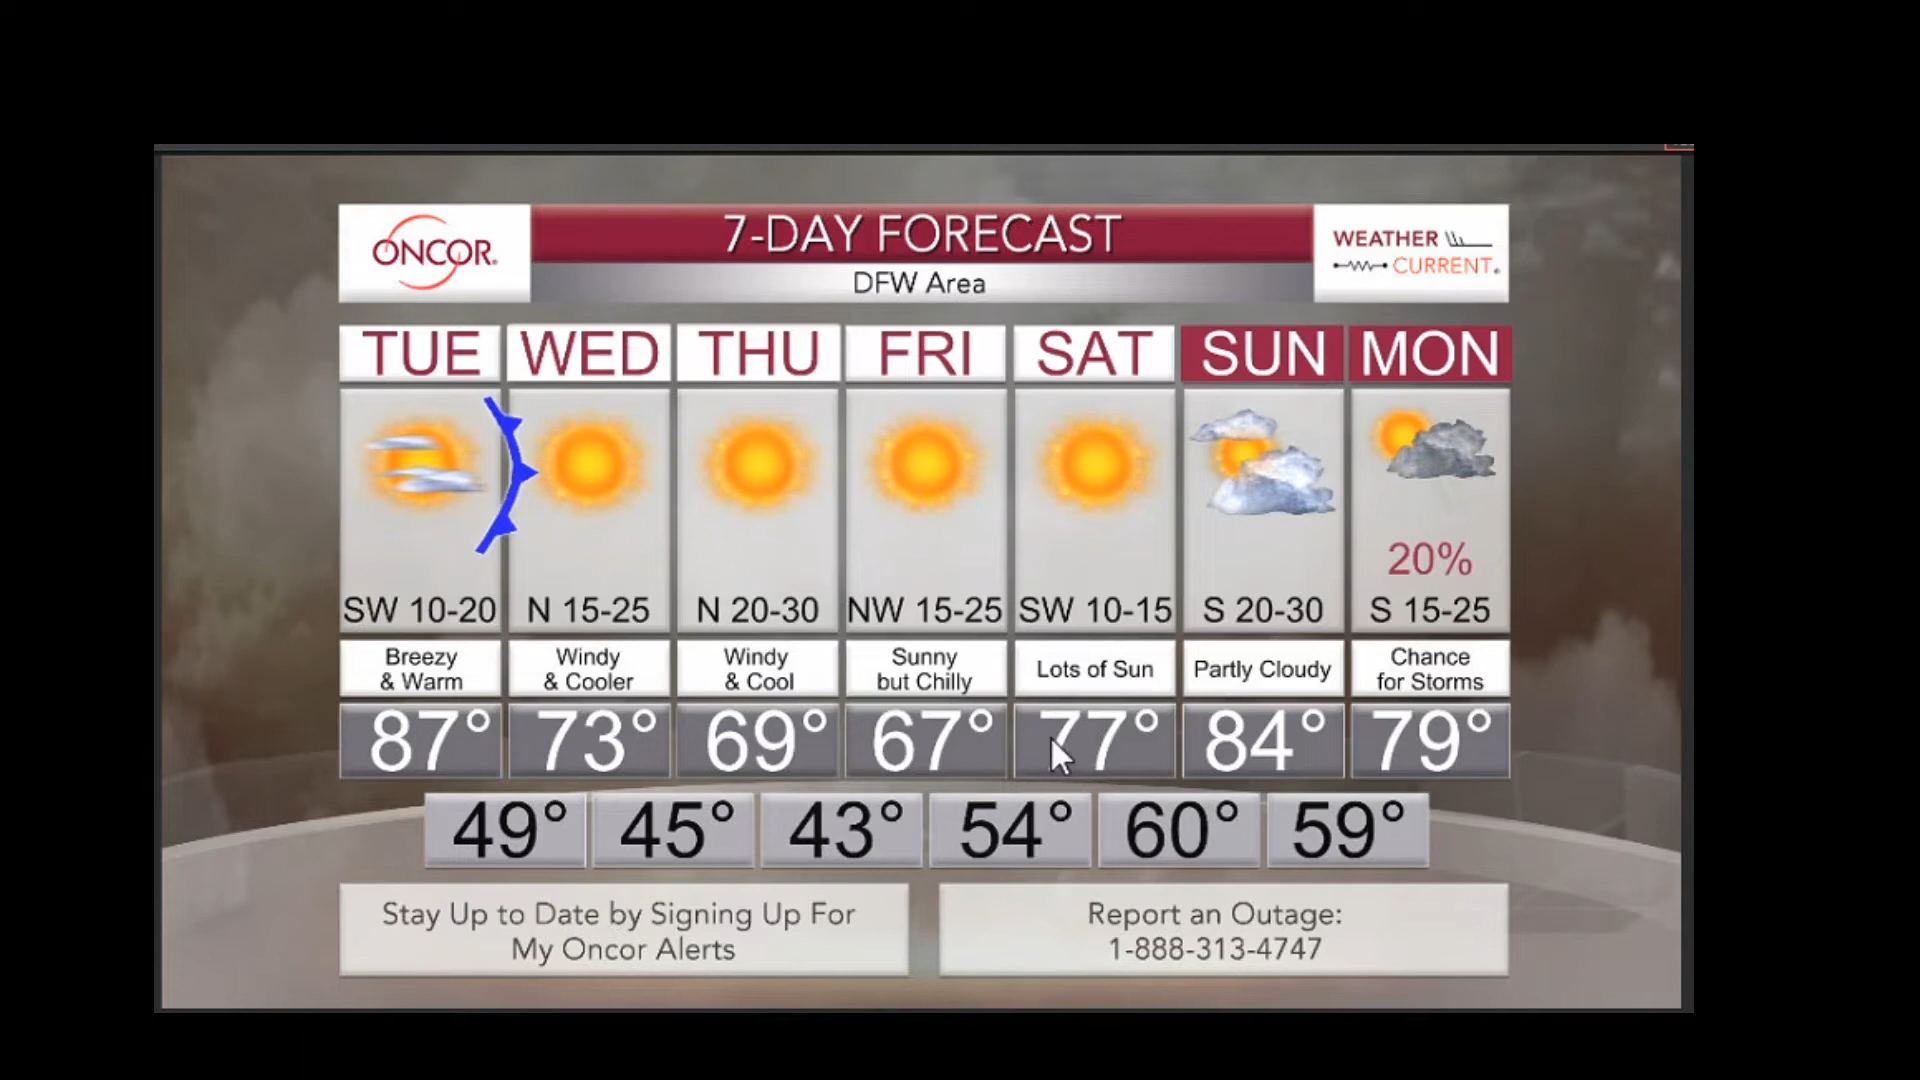 ONCOR®
7-DAY FORECAST
DFW Area
WEATHER
CURRENT®
TUE WED THU FRI SAT SUN MON
20%
SW 10-20 N 15-25 N 20-30 NW 15-25 SW 10-15 S 20-30 S 15-25
Breezy
& Warm
Windy
& Cooler
Windy
& Cool
Sunny
but Chilly
Lots of Sun
Partly Cloudy
Chance
for Storms
87° 73° 69° 67° 77° 84° 79°
49° 45° 43° 54° 60° 59°
Stay Up to Date by Signing Up For
My Oncor Alerts
Report an Outage:
1-888-313-4747